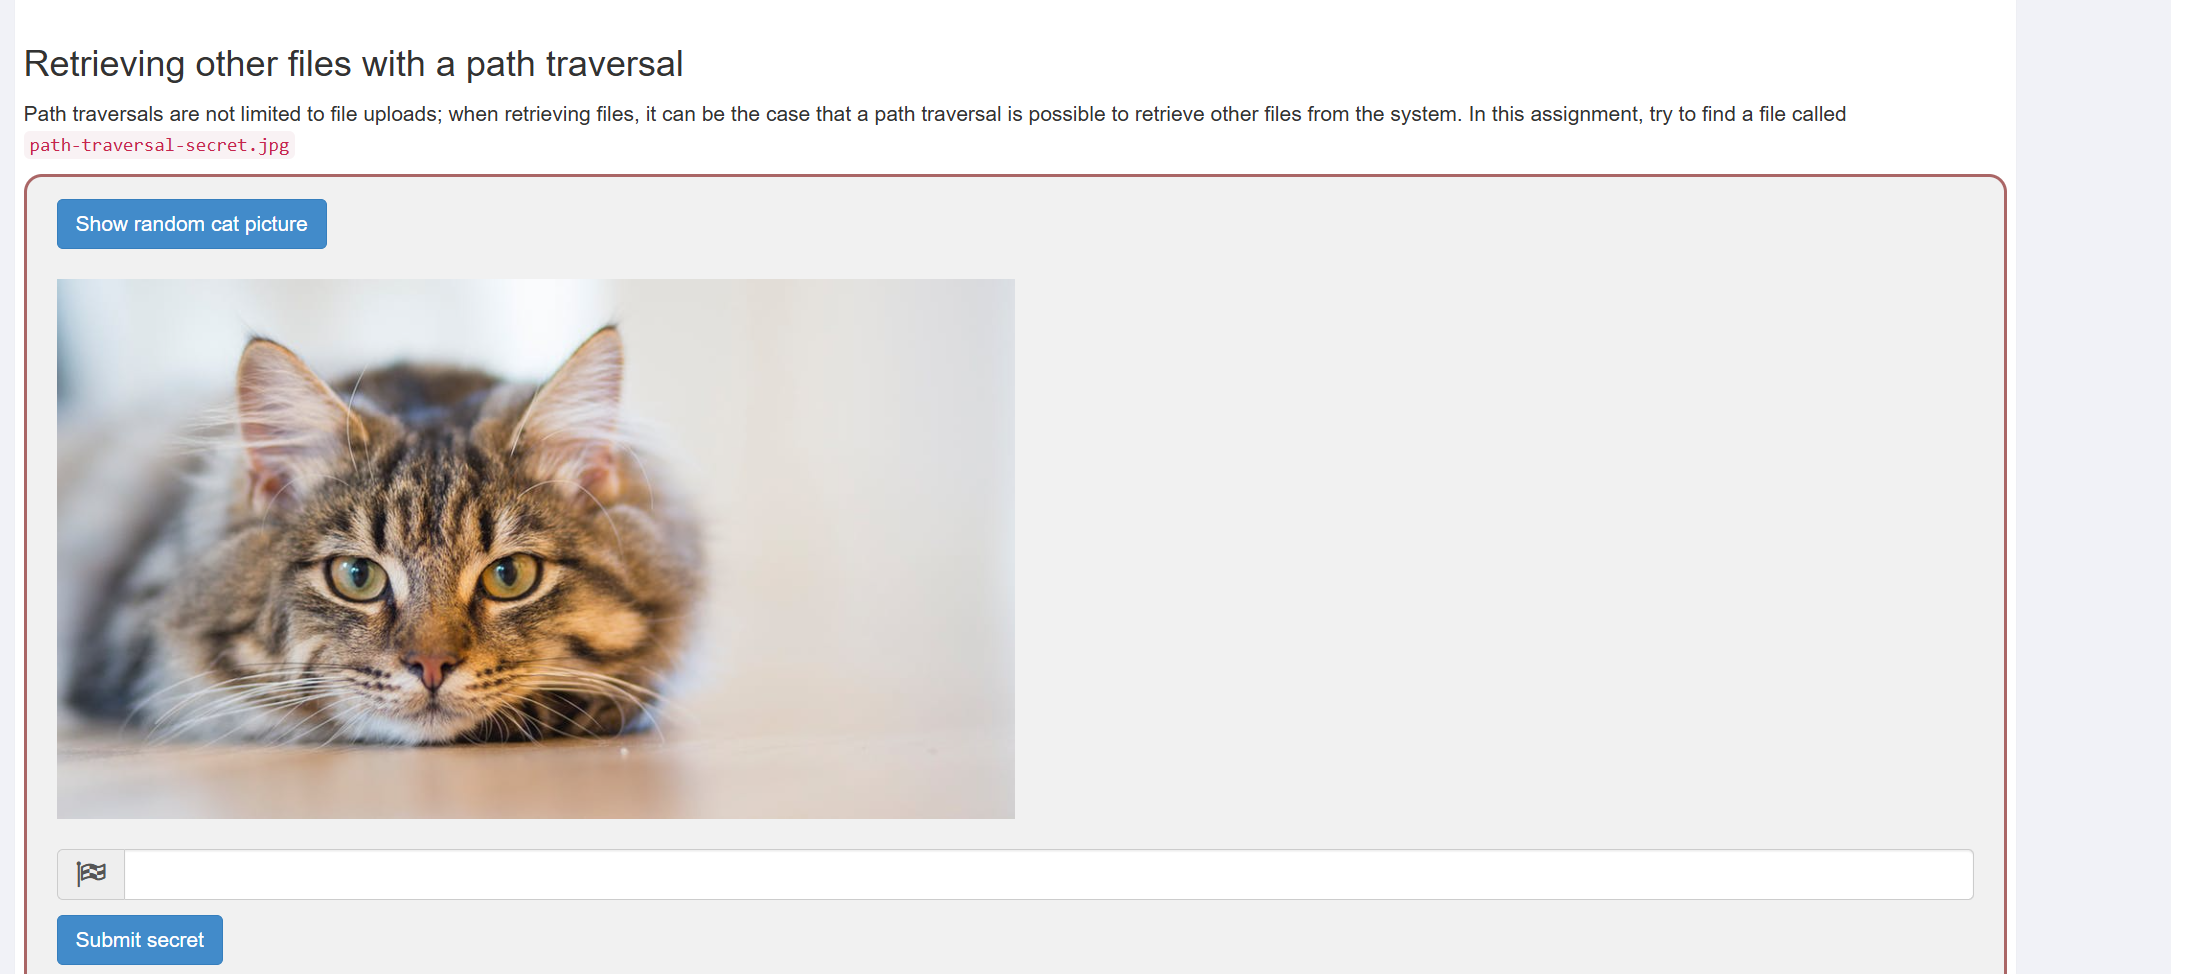 Retrieving other files with a path traversal
Path traversals are not limited to file uploads; when retrieving files, it can be the case that a path traversal is possible to retrieve other files from the system. In this assignment, try to find a file called
path-traversal-secret.jpg
Show random cat picture
Submit secret